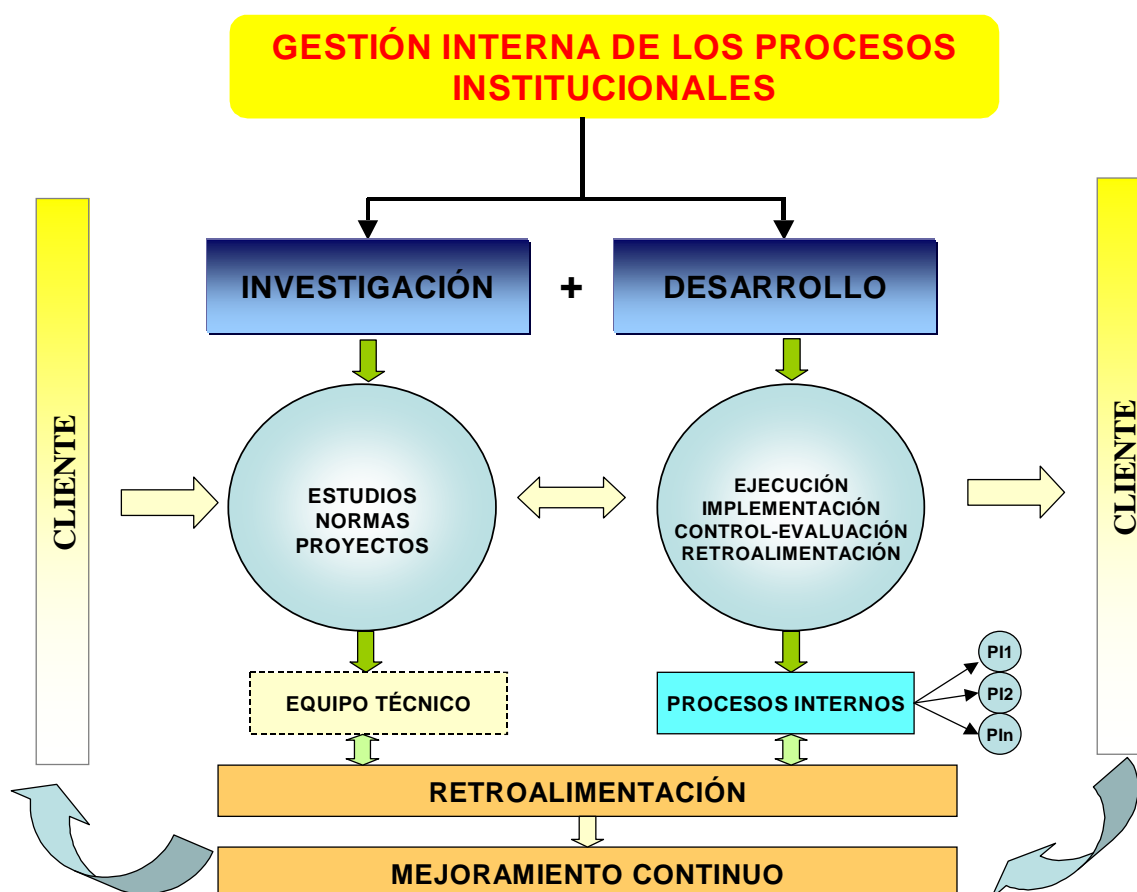 GESTIÓN INTERNA DE LOS PROCESOS
INSTITUCIONALES
INVESTIGACIÓN
+
DESARROLLO
CLIENTE
ESTUDIOS
NORMAS
PROYECTOS
EJECUCIÓN
IMPLEMENTACIÓN
CONTROL-EVALUACIÓN
RETROALIMENTACIÓN
CLIENTE
EQUIPO TÉCNICO
PROCESOS INTERNOS
PI1
PI2
PIn
RETROALIMENTACIÓN
MEJORAMIENTO CONTINUO